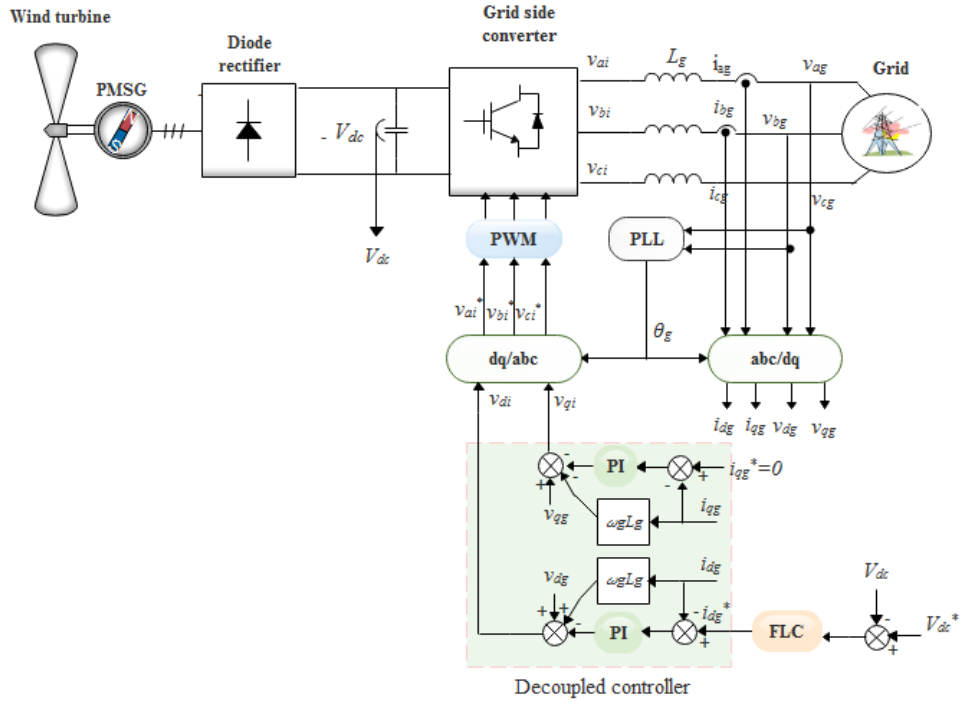 Wind turbine
Grid side
converter
Diode
rectifier
PMSG
- Vdc
Vdc
vai
vbi
vci
Lg
iag
ibg
icg
vag
vbg
vcg
Grid
PWM
PLL
vai* vbi* vci*
θg
dq/abc
abc/dq
vdi
vqi
idg iqg vdg vqg
-
-
PI
+
-
+
iqg*=0
vqg
ωgLg
iqg
vdg
ωgLg
idg
+
+
-
PI
-
idg*
+
FLC
Vdc
-
Vdc*
+
Decoupled controller